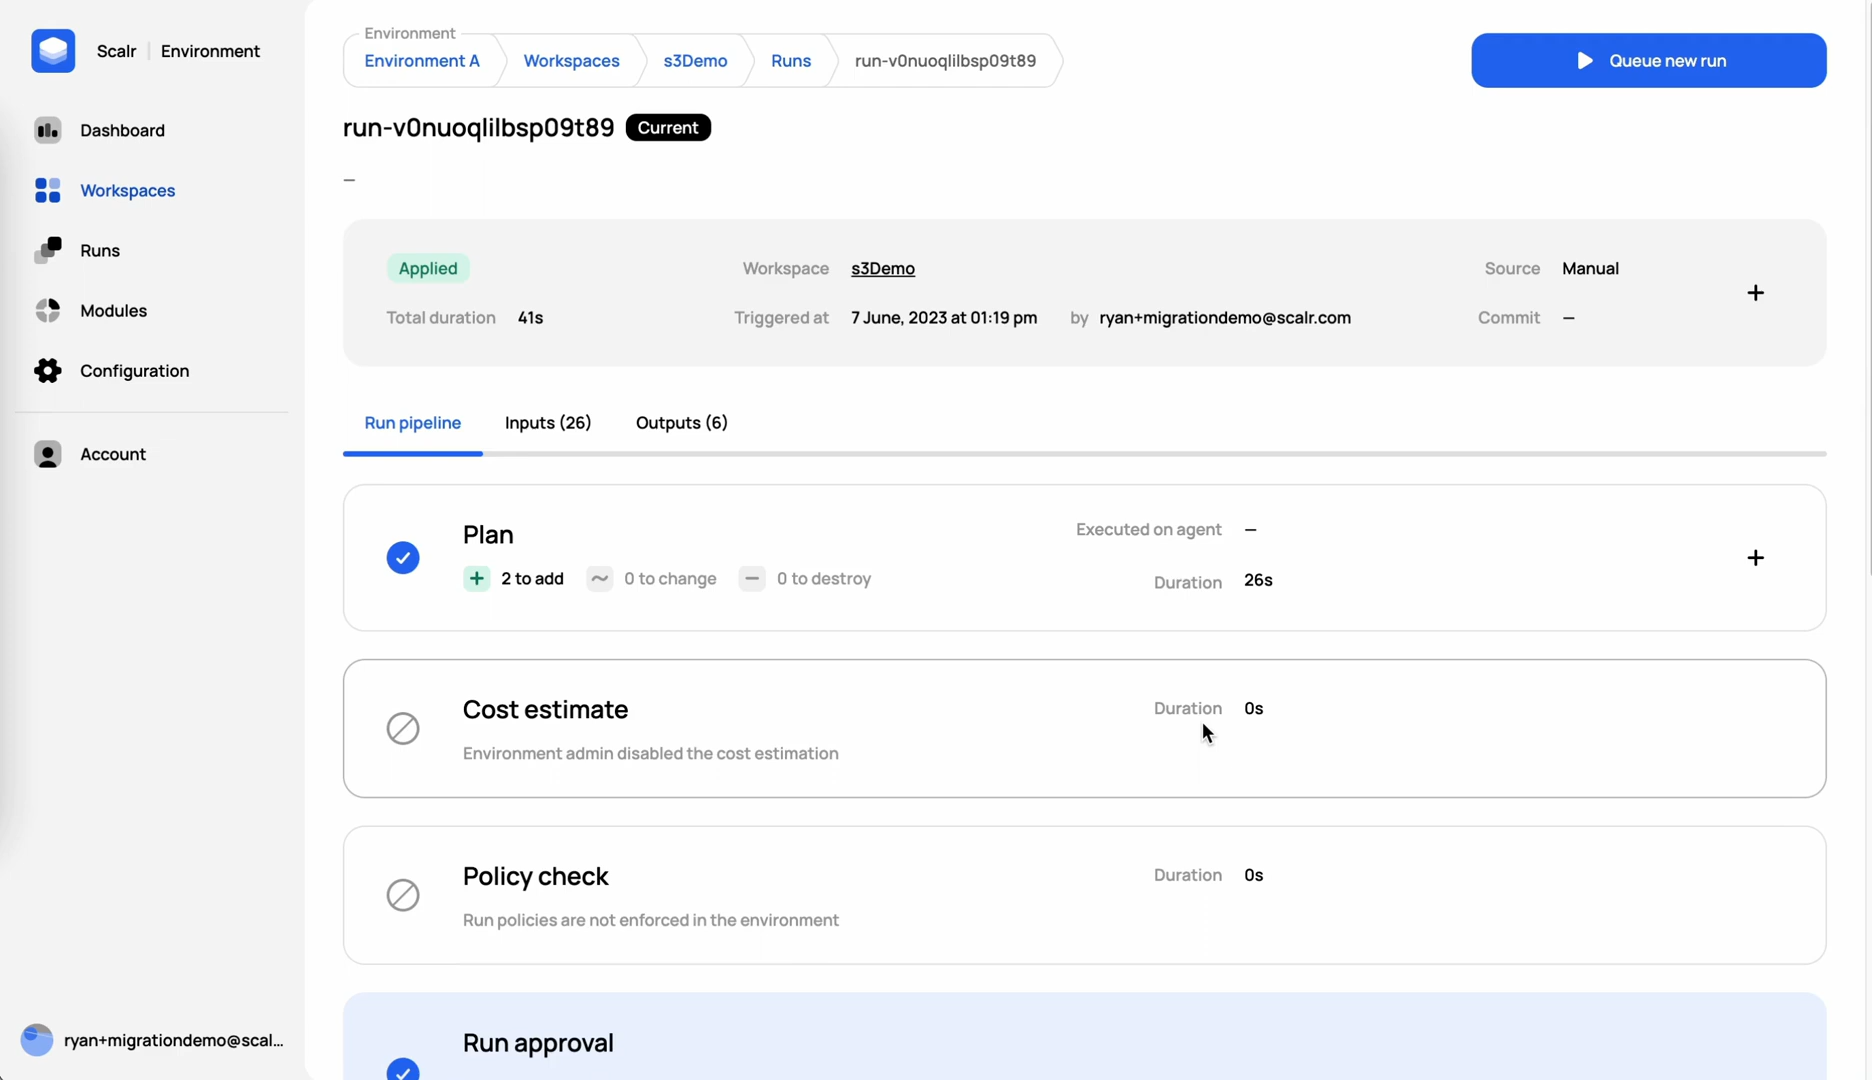 Scalr | Environment
Dashboard
Workspaces
Runs
Modules
Configuration
Account
ryan+migrationdemo@scal...
Environment
Environment A
Workspaces
s3Demo
Runs
run-v0nuoqlilbsp09t89
Queue new run
run-v0nuoqlilbsp09t89 Current
–
Applied
Workspace s3Demo
Source Manual
Total duration 41s
Triggered at 7 June, 2023 at 01:19 pm by ryan+migrationdemo@scalr.com
Commit –
Run pipeline
Inputs (26)
Outputs (6)
Plan
Executed on agent –
+ 2 to add ~ 0 to change – 0 to destroy
Duration 26s
Cost estimate
Duration 0s
Environment admin disabled the cost estimation
Policy check
Duration 0s
Run policies are not enforced in the environment
Run approval